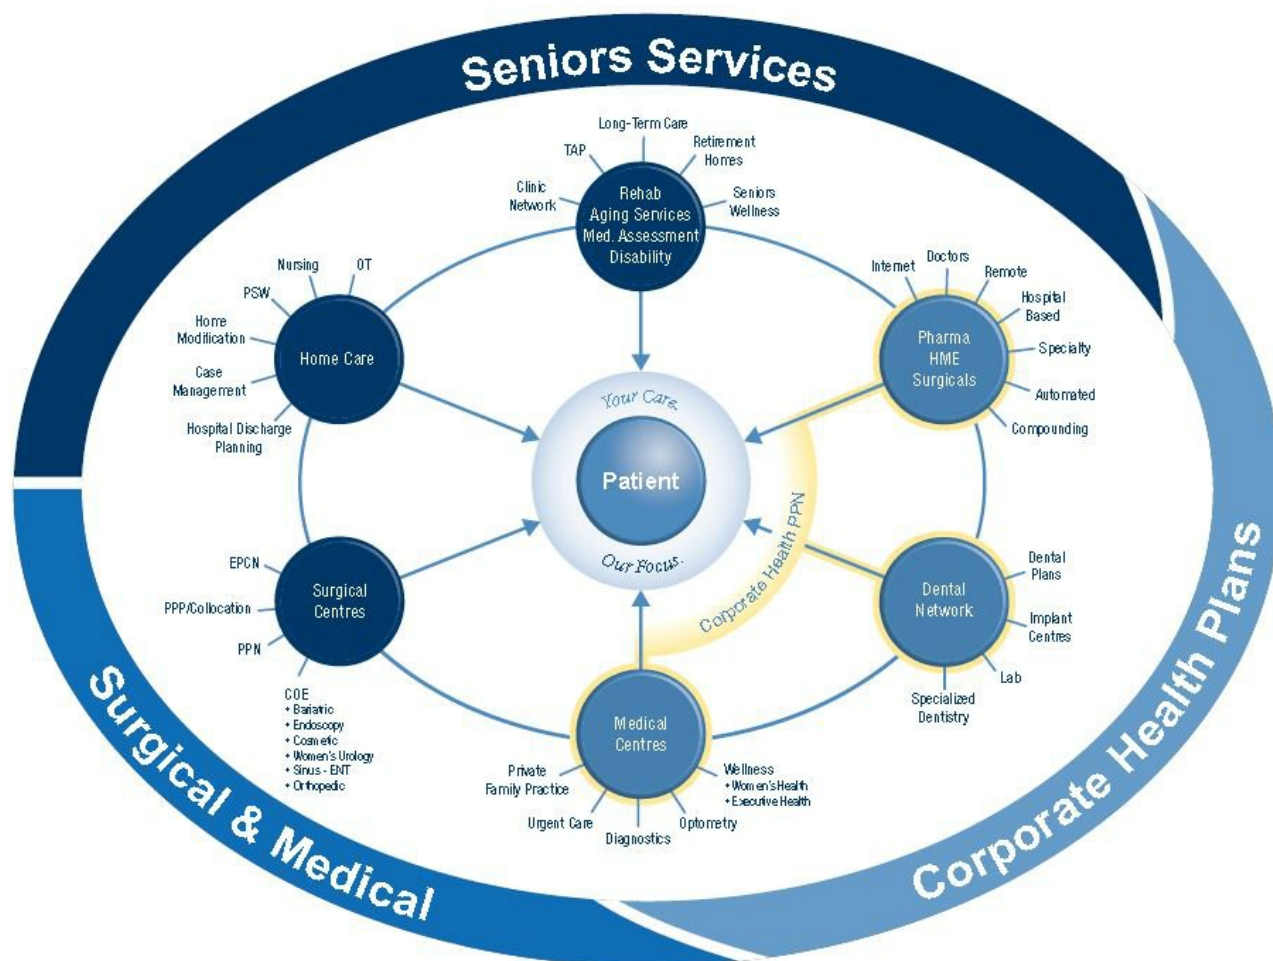 Seniors Services
Long-Term Care
TAP
Retirement
Homes
Clinic
Network
Seniors
Wellness
Rehab
Aging Services
Med. Assessment
Disability
Nursing
OT
PSW
Home
Modification
Case
Management
Hospital Discharge
Planning
Home Care
Internet
Doctors
Remote
Hospital
Based
Specialty
Automated
Compounding
Pharma
HME
Surgicals
Your Care.
Patient
Our Focus.
Corporate Health PPN
EPCN
PPP/Collocation
PPN
COE
• Bariatric
• Endoscopy
• Cosmetic
• Women's Urology
• Sinus - ENT
• Orthopedic
Surgical
Centres
Dental
Network
Dental
Plans
Implant
Centres
Lab
Specialized
Dentistry
Medical
Centres
Private
Family Practice
Urgent Care
Diagnostics
Optometry
Wellness
• Women's Health
• Executive Health
Surgical & Medical
Corporate Health Plans